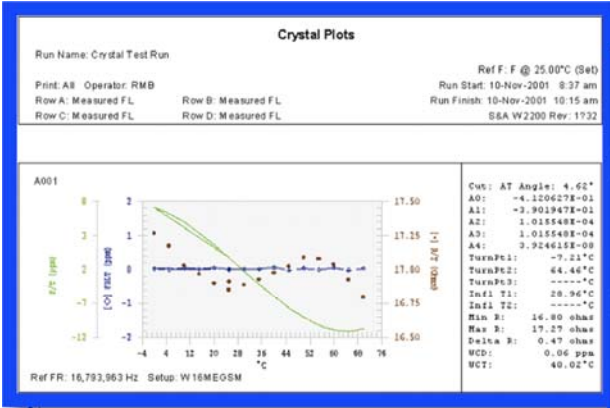 Crystal Plots
Run Name: Crystal Test Run
Ref F: F @ 25.00°C (Set)
Print: All Operator: RMB
Run Start: 10-Nov-2001 8:37 am
Row A: Measured FL Row B: Measured FL
Run Finish: 10-Nov-2001 10:15 am
Row C: Measured FL Row D: Measured FL
S&A W2200 Rev: 1?32
A001
8
3
2
-3
-12
F/T (ppm)
2
1
0
-1
-2
[◇] FILT (ppm)
17.50
17.25
17.00
16.75
16.50
[•] R/T (Ohms)
-4 4 12 20 28 36 44 52 60 68 76
°C
Ref FR: 16,793,963 Hz Setup: W16MEGSM
Cut: AT Angle: 4.62"
A0: -4.120627E-01
A1: -3.901947E-01
A2: 1.015548E-04
A3: 1.015548E-04
A4: 3.924615E-08
TurnPt1: -7.21°C
TurnPt2: 64.46°C
TurnPt3: -----°C
Infl T1: 28.96°C
Infl T2: -----°C
Min R: 16.80 ohms
Max R: 17.27 ohms
Delta R: 0.47 ohms
WCD: 0.06 ppm
WCT: 40.02°C